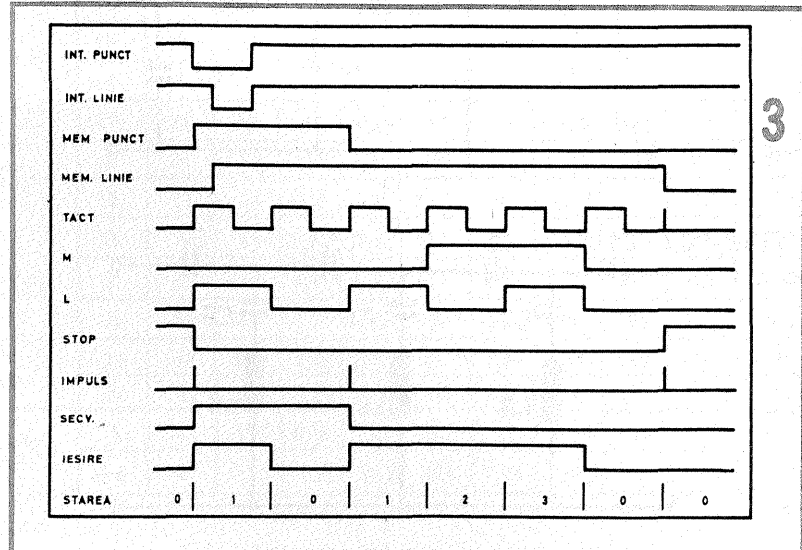 INT. PUNCT
INT. LINIE
3
MEM PUNCT
MEM. LINIE
TACT
M
L
STOP
IMPULS
SECV.
IESIRE
STAREA 0 1 0 1 2 3 0 0